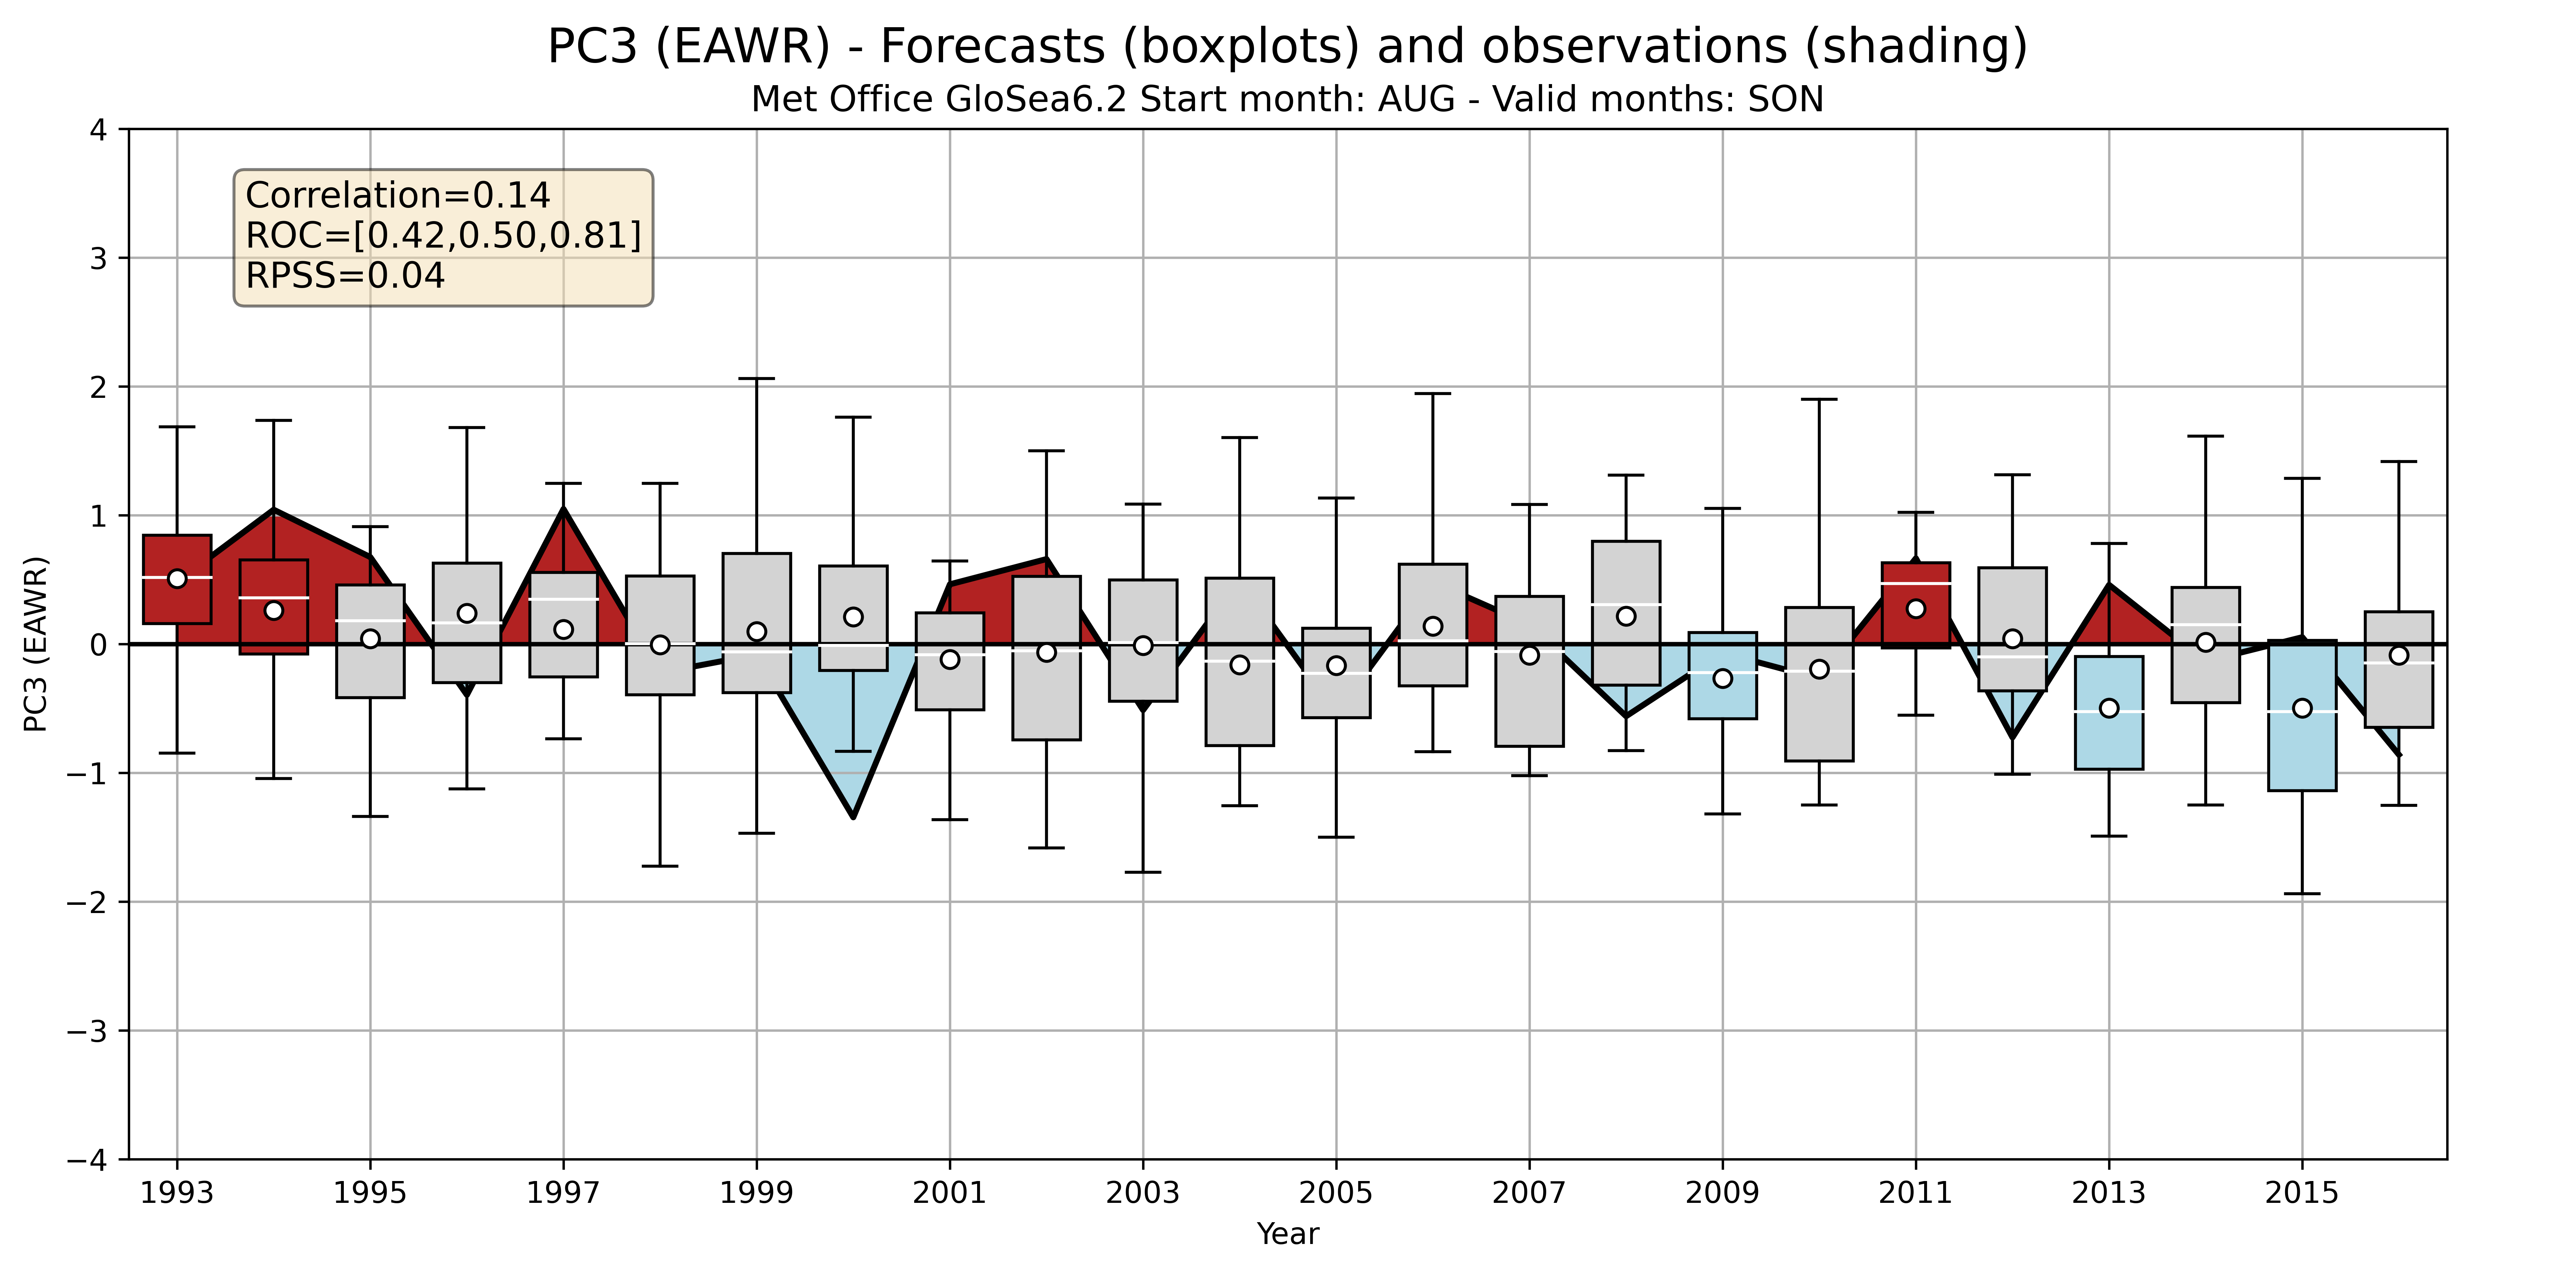 PC3 (EAWR) - Forecasts (boxplots) and observations (shading)
Met Office GloSea6.2 Start month: AUG - Valid months: SON
Correlation=0.14
ROC=[0.42,0.50,0.81]
RPSS=0.04
PC3 (EAWR)
4
3
2
1
0
−1
−2
−3
−4
1993 1995 1997 1999 2001 2003 2005 2007 2009 2011 2013 2015
Year